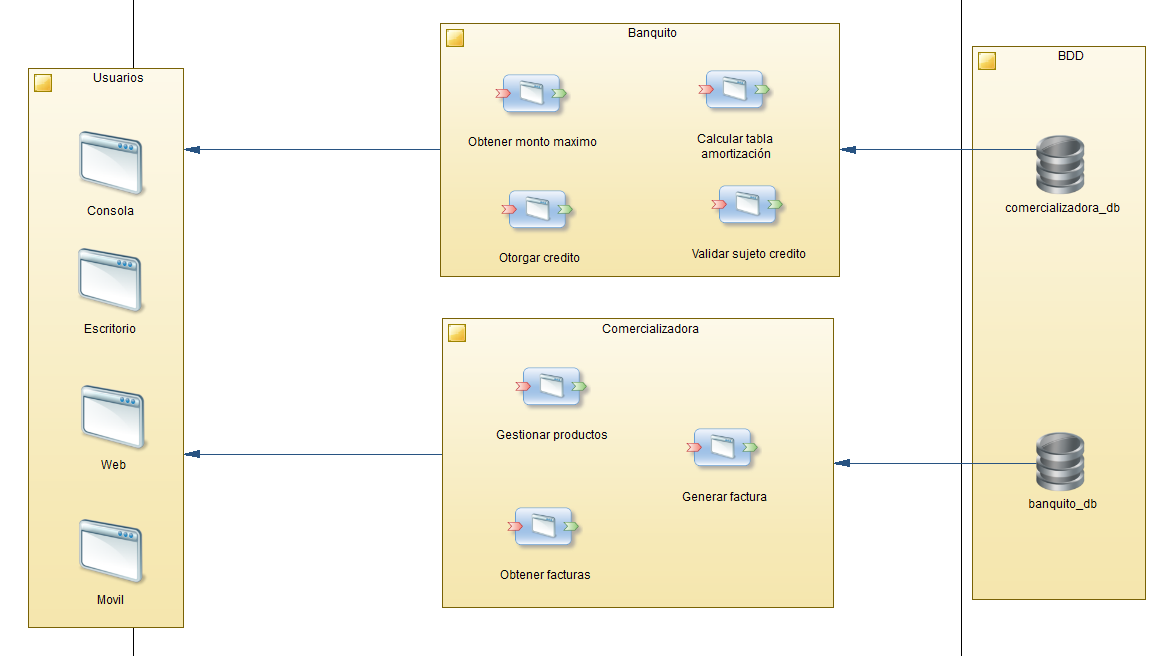 Usuarios
Consola
Escritorio
Web
Movil
Banquito
Obtener monto maximo
Calcular tabla
amortización
Otorgar credito
Validar sujeto credito
Comercializadora
Gestionar productos
Generar factura
Obtener facturas
BDD
comercializadora_db
banquito_db